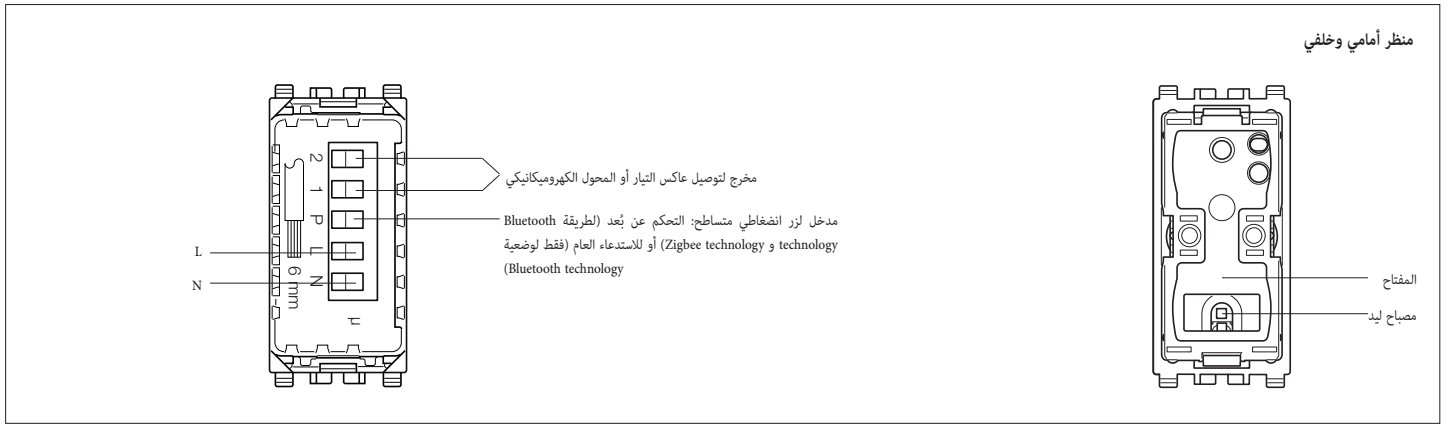 منظر أمامي وخلفي
المفتاح
مصباح ليد
مخرج لتوصيل عاكس التيار أو المحول الكهروميكانيكي
مدخل لزر انضغاطي متساطح: التحكم عن بُعد (لطريقة Bluetooth
technology و Zigbee technology) أو للاستدعاء العام (فقط لوضعية
Bluetooth technology)
2
1
P
L
N
6 mm
µ
L
N